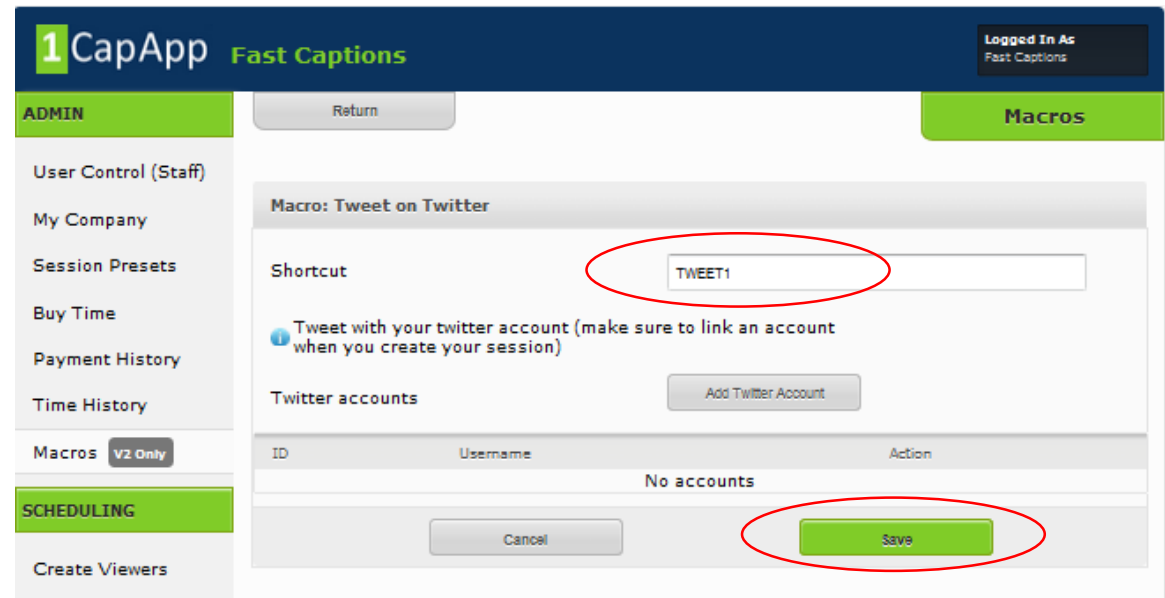 1CapApp Fast Captions
Logged In As
Fast Captions
ADMIN
Return
Macros
User Control (Staff)
My Company
Session Presets
Buy Time
Payment History
Time History
Macros V2 Only
SCHEDULING
Create Viewers
Macro: Tweet on Twitter
Shortcut TWEET1
Tweet with your twitter account (make sure to link an account
when you create your session)
Twitter accounts Add Twitter Account
ID Username Action
No accounts
Cancel Save